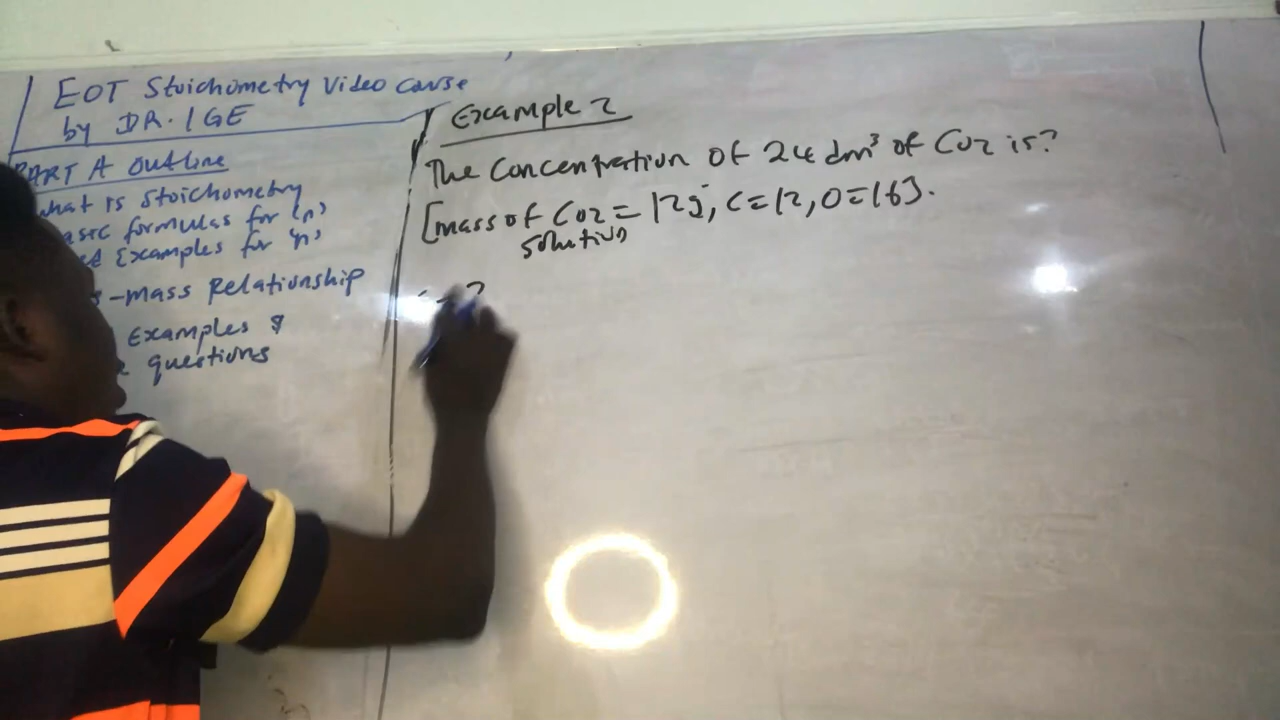 EOT Stoichometry Video Course
by DR. IGE
PART A Outline
what is Stoichometry
formulas for (n)
Examples for 'n'
-mass Relationship
Examples &
questions
Example 2
The Concentration of 24 dm³ of CO2 is?
[mass of CO2 = 12g, C=12, O=16].
solution
= ?